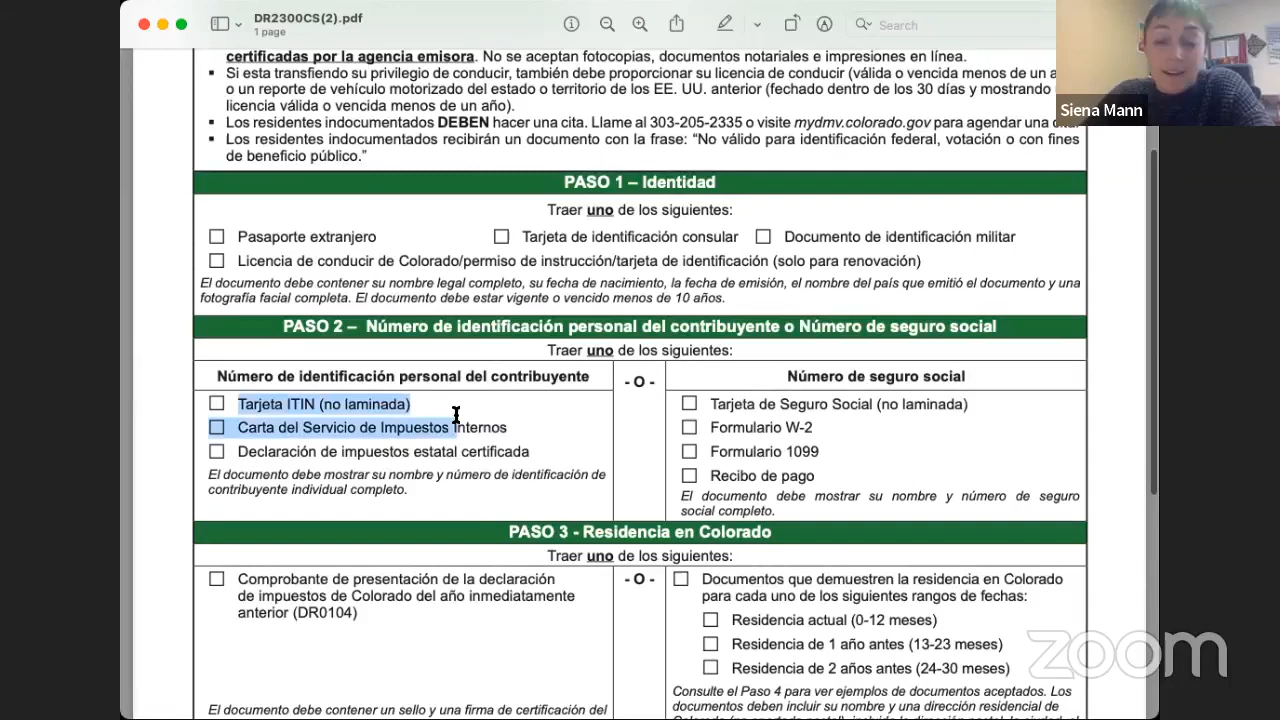 DR2300CS(2).pdf
1 page
Search
Siena Mann
certificadas por la agencia emisora. No se aceptan fotocopias, documentos notariales e impresiones en línea.
▪ Si esta transfiendo su privilegio de conducir, también debe proporcionar su licencia de conducir (válida o vencida menos de un a
o un reporte de vehículo motorizado del estado o territorio de los EE. UU. anterior (fechado dentro de los 30 días y mostrando
licencia válida o vencida menos de un año).
▪ Los residentes indocumentados DEBEN hacer una cita. Llame al 303-205-2335 o visite mydmv.colorado.gov para agendar una cita.
▪ Los residentes indocumentados recibirán un documento con la frase: “No válido para identificación federal, votación o con fines
de beneficio público.”
PASO 1 – Identidad
Traer uno de los siguientes:
☐ Pasaporte extranjero ☐ Tarjeta de identificación consular ☐ Documento de identificación militar
☐ Licencia de conducir de Colorado/permiso de instrucción/tarjeta de identificación (solo para renovación)
El documento debe contener su nombre legal completo, su fecha de nacimiento, la fecha de emisión, el nombre del país que emitió el documento y una
fotografía facial completa. El documento debe estar vigente o vencido menos de 10 años.
PASO 2 – Número de identificación personal del contribuyente o Número de seguro social
Traer uno de los siguientes:
Número de identificación personal del contribuyente
☐ Tarjeta ITIN (no laminada)
☐ Carta del Servicio de Impuestos Internos
☐ Declaración de impuestos estatal certificada
El documento debe mostrar su nombre y número de identificación de
contribuyente individual completo.
- O -
Número de seguro social
☐ Tarjeta de Seguro Social (no laminada)
☐ Formulario W-2
☐ Formulario 1099
☐ Recibo de pago
El documento debe mostrar su nombre y número de seguro
social completo.
PASO 3 - Residencia en Colorado
Traer uno de los siguientes:
☐ Comprobante de presentación de la declaración
de impuestos de Colorado del año inmediatamente
anterior (DR0104)
El documento debe contener un sello y una firma de certificación del
- O -
☐ Documentos que demuestren la residencia en Colorado
para cada uno de los siguientes rangos de fechas:
☐ Residencia actual (0-12 meses)
☐ Residencia de 1 año antes (13-23 meses)
☐ Residencia de 2 años antes (24-30 meses)
Consulte el Paso 4 para ver ejemplos de documentos aceptados. Los
documentos deben incluir su nombre y una dirección residencial de
zoom